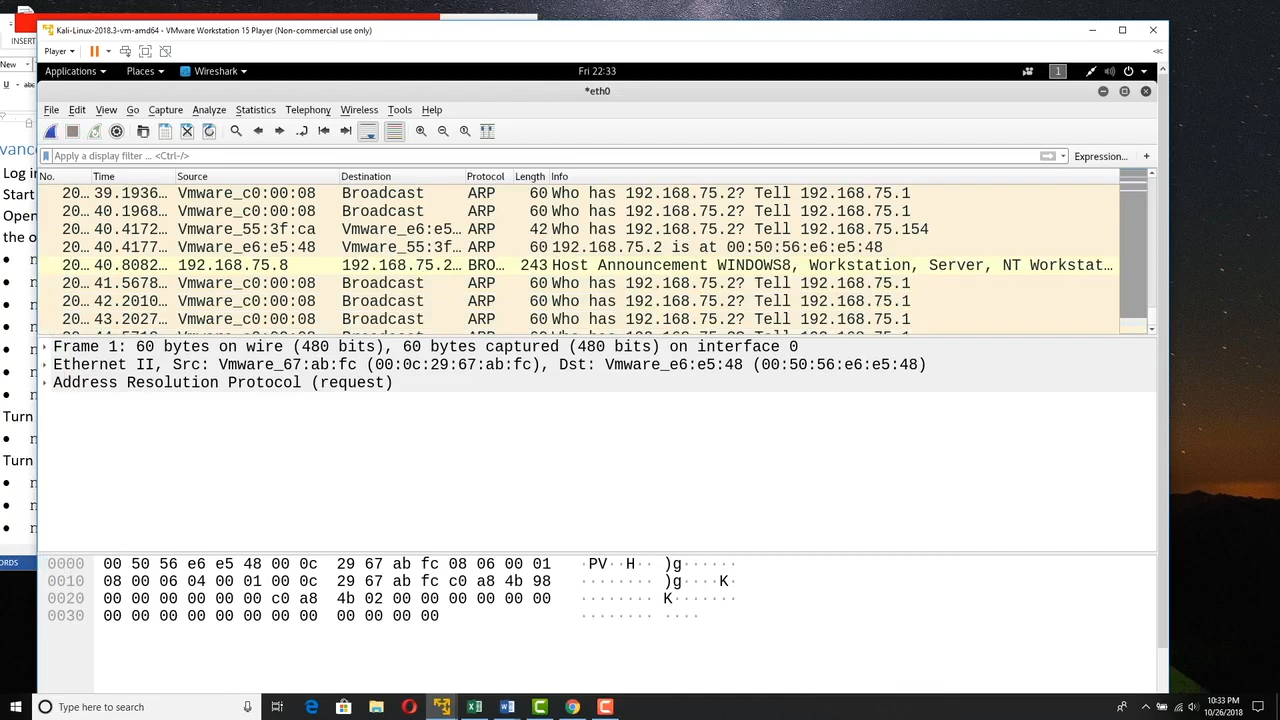 Kali-Linux-2018.3-vm-amd64 - VMware Workstation 15 Player (Non-commercial use only)
INSERT
Player
New
Applications Places Wireshark Fri 22:33 1
U abc
*eth0
File Edit View Go Capture Analyze Statistics Telephony Wireless Tools Help
vance
Apply a display filter ... <Ctrl-/> Expression... +
Log in
Start
Open
the o
Turn
Turn
No. Time Source Destination Protocol Length Info
20... 39.1936... Vmware_c0:00:08 Broadcast ARP 60 Who has 192.168.75.2? Tell 192.168.75.1
20... 40.1968... Vmware_c0:00:08 Broadcast ARP 60 Who has 192.168.75.2? Tell 192.168.75.1
20... 40.4172... Vmware_55:3f:ca Vmware_e6:e5... ARP 42 Who has 192.168.75.2? Tell 192.168.75.154
20... 40.4177... Vmware_e6:e5:48 Vmware_55:3f... ARP 60 192.168.75.2 is at 00:50:56:e6:e5:48
20... 40.8082... 192.168.75.8 192.168.75.2... BRO... 243 Host Announcement WINDOWS8, Workstation, Server, NT Workstat...
20... 41.5678... Vmware_c0:00:08 Broadcast ARP 60 Who has 192.168.75.2? Tell 192.168.75.1
20... 42.2010... Vmware_c0:00:08 Broadcast ARP 60 Who has 192.168.75.2? Tell 192.168.75.1
20... 43.2027... Vmware_c0:00:08 Broadcast ARP 60 Who has 192.168.75.2? Tell 192.168.75.1
Frame 1: 60 bytes on wire (480 bits), 60 bytes captured (480 bits) on interface 0
Ethernet II, Src: Vmware_67:ab:fc (00:0c:29:67:ab:fc), Dst: Vmware_e6:e5:48 (00:50:56:e6:e5:48)
Address Resolution Protocol (request)
0000 00 50 56 e6 e5 48 00 0c 29 67 ab fc 08 06 00 01 ·PV··H·· )g······
0010 08 00 06 04 00 01 00 0c 29 67 ab fc c0 a8 4b 98 ········ )g····K·
0020 00 00 00 00 00 00 c0 a8 4b 02 00 00 00 00 00 00 ········ K·······
0030 00 00 00 00 00 00 00 00 00 00 00 00 ········ ····
ORDS
Type here to search
10:33 PM
10/26/2018